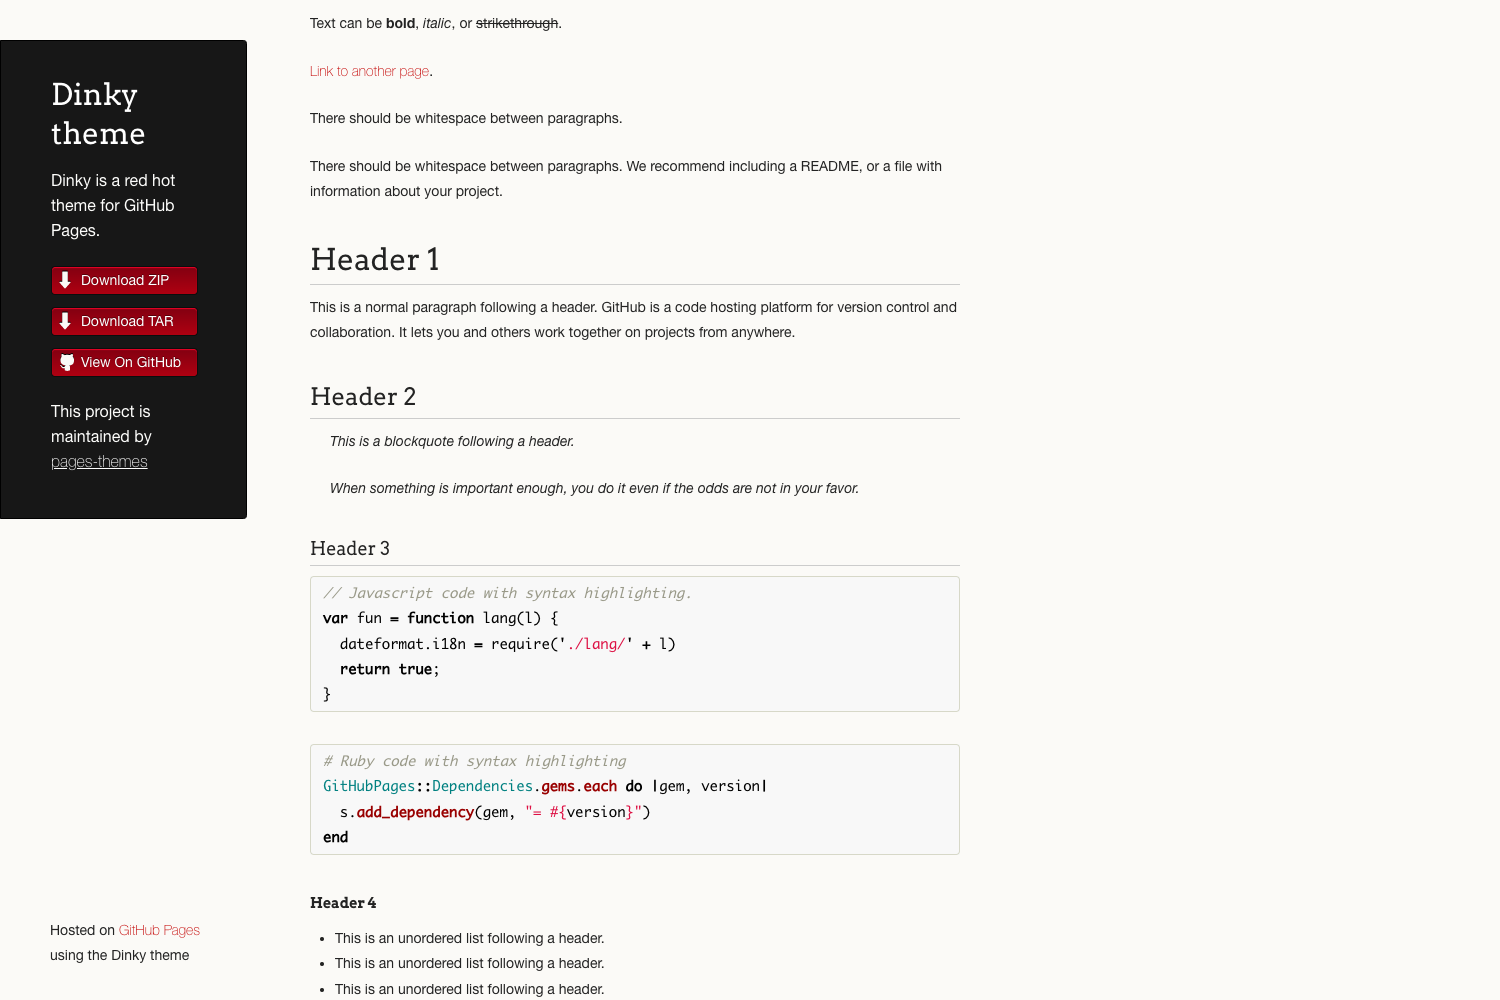 Dinky
theme
Dinky is a red hot
theme for GitHub
Pages.
Download ZIP
Download TAR
View On GitHub
This project is
maintained by
pages-themes
Hosted on GitHub Pages
using the Dinky theme
Text can be bold, italic, or strikethrough.
Link to another page.
There should be whitespace between paragraphs.
There should be whitespace between paragraphs. We recommend including a README, or a file with
information about your project.
Header 1
This is a normal paragraph following a header. GitHub is a code hosting platform for version control and
collaboration. It lets you and others work together on projects from anywhere.
Header 2
This is a blockquote following a header.
When something is important enough, you do it even if the odds are not in your favor.
Header 3
// Javascript code with syntax highlighting.
var fun = function lang(l) {
  dateformat.i18n = require('./lang/' + l)
  return true;
}
# Ruby code with syntax highlighting
GitHubPages::Dependencies.gems.each do |gem, version|
  s.add_dependency(gem, "= #{version}")
end
Header 4
• This is an unordered list following a header.
• This is an unordered list following a header.
• This is an unordered list following a header.